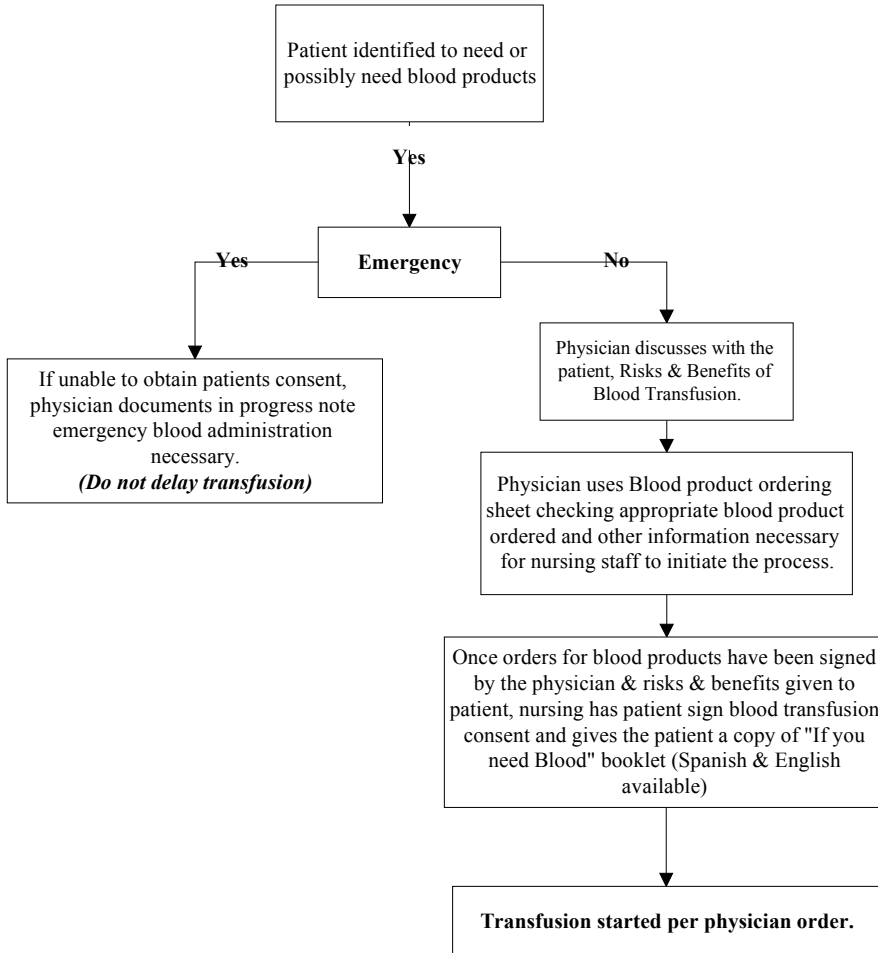 Patient identified to need or
possibly need blood products
Yes
Yes
Emergency
No
If unable to obtain patients consent,
physician documents in progress note
emergency blood administration
necessary.
(Do not delay transfusion)
Physician discusses with the
patient, Risks & Benefits of
Blood Transfusion.
Physician uses Blood product ordering
sheet checking appropriate blood product
ordered and other information necessary
for nursing staff to initiate the process.
Once orders for blood products have been signed
by the physician & risks & benefits given to
patient, nursing has patient sign blood transfusion
consent and gives the patient a copy of "If you
need Blood" booklet (Spanish & English
available)
Transfusion started per physician order.